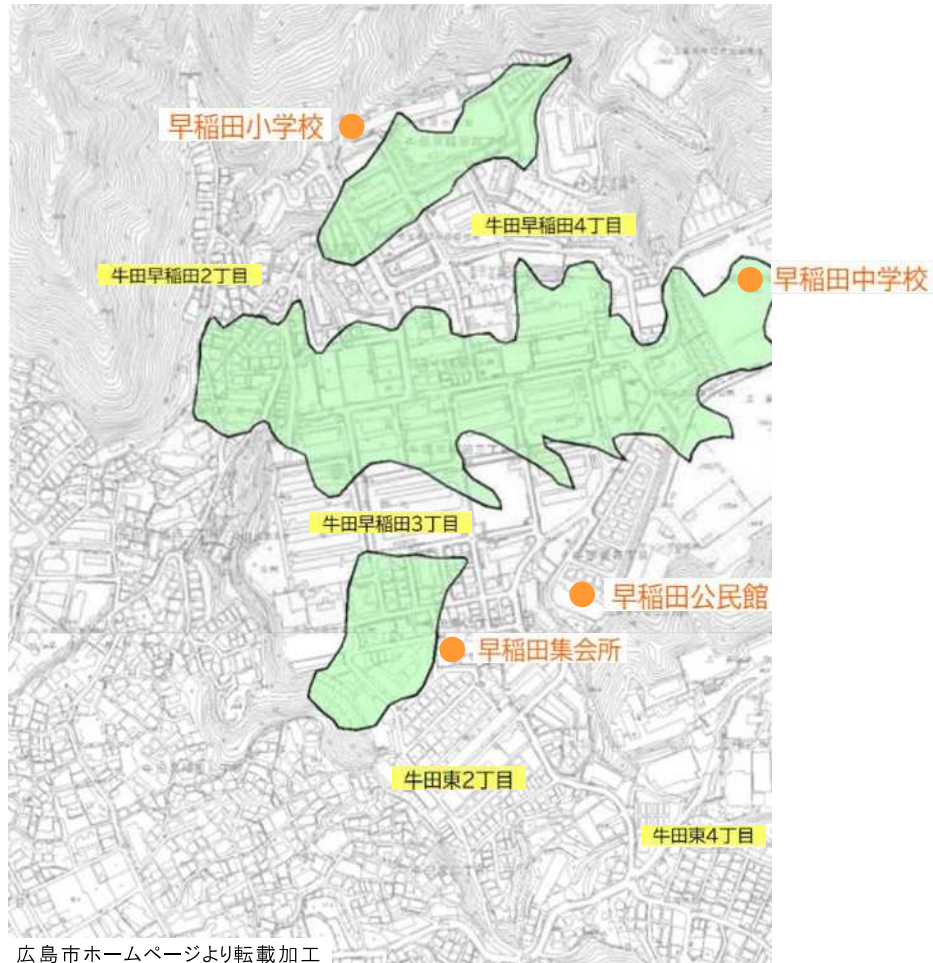 早稲田小学校
牛田早稲田4丁目
牛田早稲田2丁目
早稲田中学校
牛田早稲田3丁目
早稲田公民館
早稲田集会所
牛田東2丁目
牛田東4丁目
広島市ホームページより転載加工